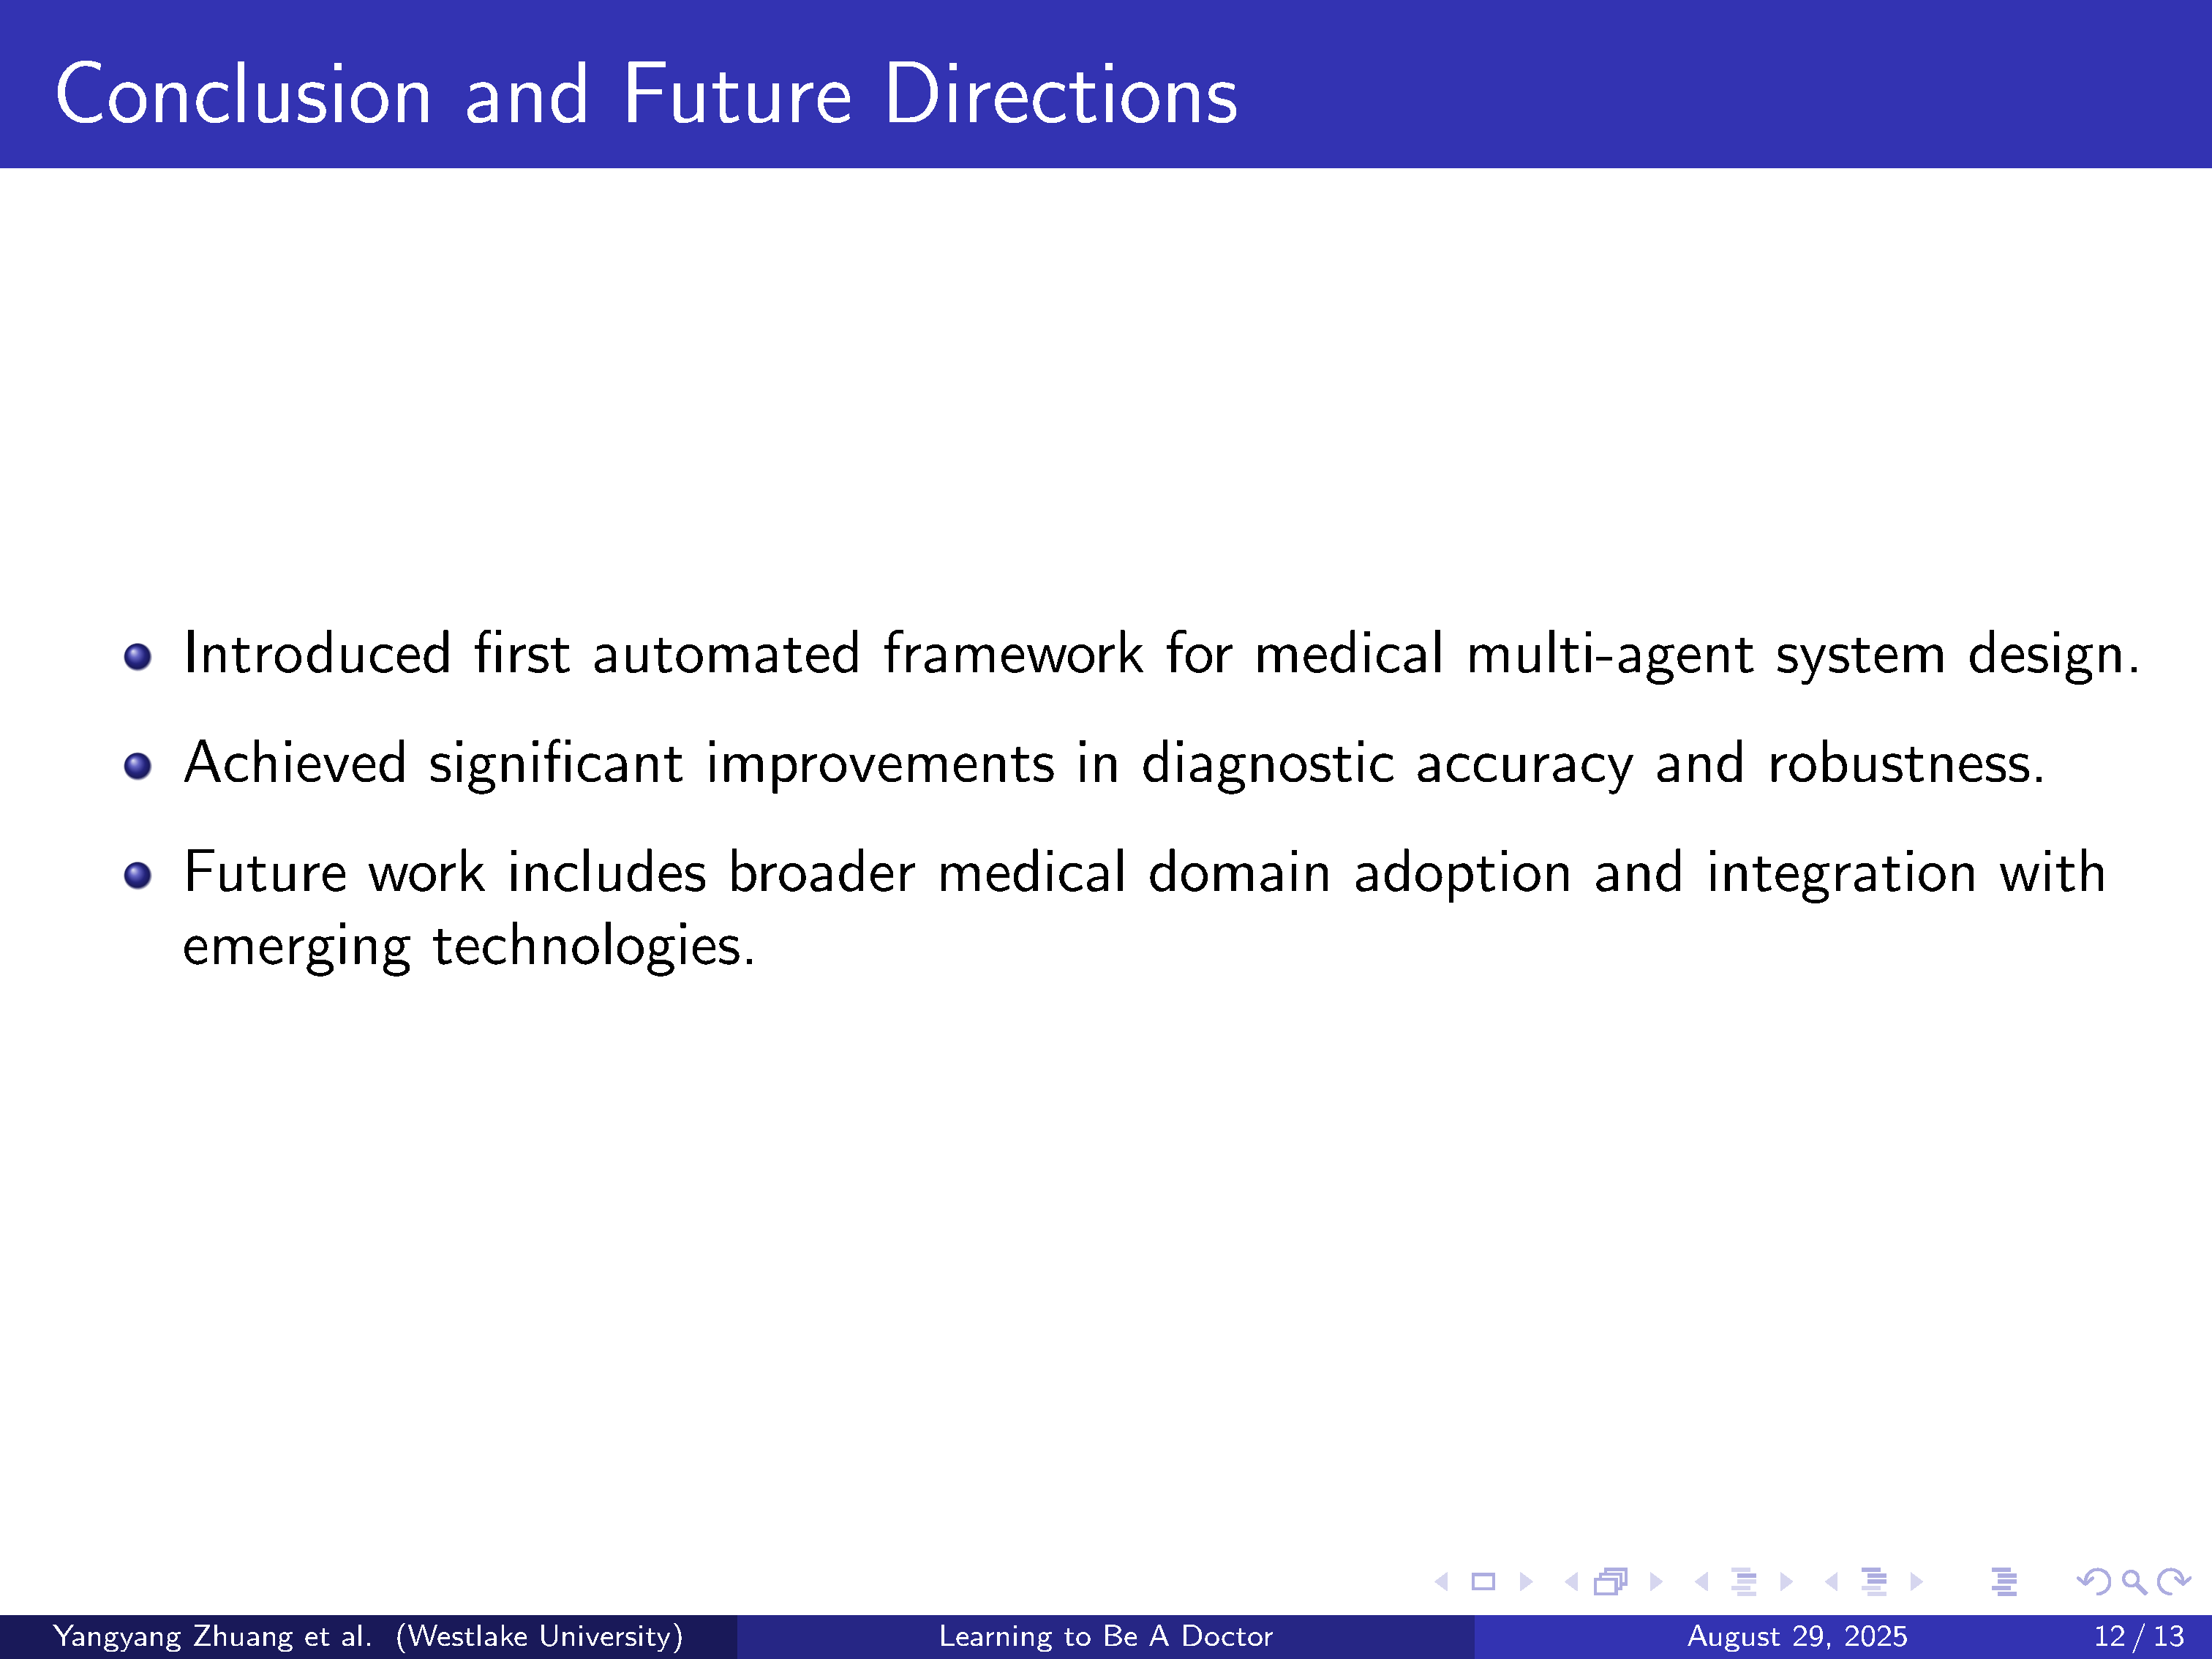 Conclusion and Future Directions
Introduced first automated framework for medical multi-agent system design.
Achieved significant improvements in diagnostic accuracy and robustness.
Future work includes broader medical domain adoption and integration with
emerging technologies.
Yangyang Zhuang et al. (Westlake University) Learning to Be A Doctor August 29, 2025 12 / 13